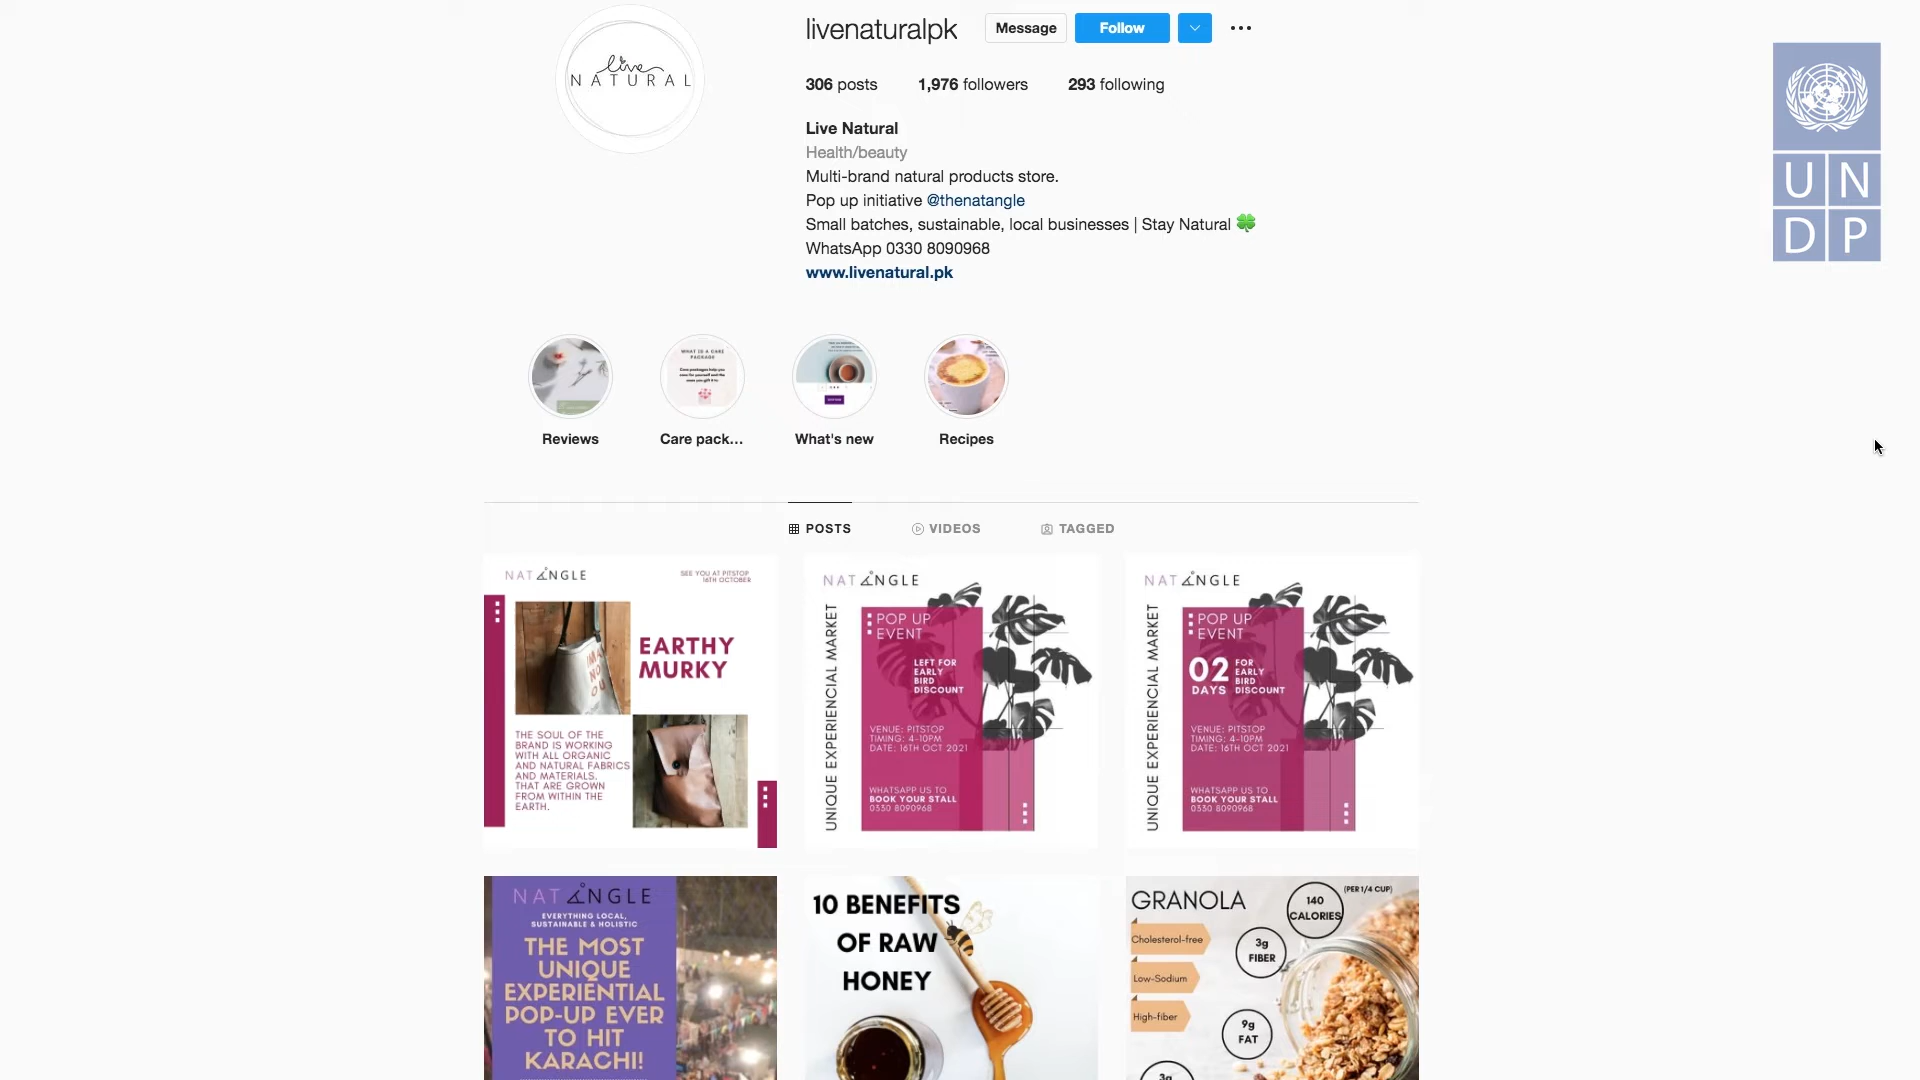 livenaturalpk
Message
Follow
306 posts
1,976 followers
293 following
live
NATURAL
Live Natural
Health/beauty
Multi-brand natural products store.
Pop up initiative @thenatangle
Small batches, sustainable, local businesses | Stay Natural 🍀
WhatsApp 0330 8090968
www.livenatural.pk
U N
D P
WHAT IS A CARE
PACKAGE
Reviews
Care pack...
What's new
Recipes
POSTS
VIDEOS
TAGGED
NATANGLE
SEE YOU AT PITSTOP
16TH OCTOBER
EARTHY
MURKY
THE SOUL OF THE
BRAND IS WORKING
WITH ALL ORGANIC
AND NATURAL FABRICS
AND MATERIALS.
THAT ARE GROWN
FROM WITHIN THE
EARTH.
NATANGLE
UNIQUE EXPERIENCIAL MARKET
POP UP
EVENT
LEFT FOR
EARLY
BIRD
DISCOUNT
VENUE: PITSTOP
TIMING: 4-10PM
DATE: 16TH OCT 2021
WHATSAPP US TO
BOOK YOUR STALL
0330 8090968
NATANGLE
UNIQUE EXPERIENCIAL MARKET
POP UP
EVENT
02
DAYS
FOR
EARLY
BIRD
DISCOUNT
VENUE: PITSTOP
TIMING: 4-10PM
DATE: 16TH OCT 2021
WHATSAPP US TO
BOOK YOUR STALL
0330 8090968
NATANGLE
EVERYTHING LOCAL,
SUSTAINABLE & HOLISTIC
THE MOST
UNIQUE
EXPERIENTIAL
POP-UP EVER
TO HIT
KARACHI!
10 BENEFITS
OF RAW
HONEY
GRANOLA
(PER 1/4 CUP)
140
CALORIES
Cholesterol-free
3g
FIBER
Low-Sodium
High-fiber
9g
FAT
3g